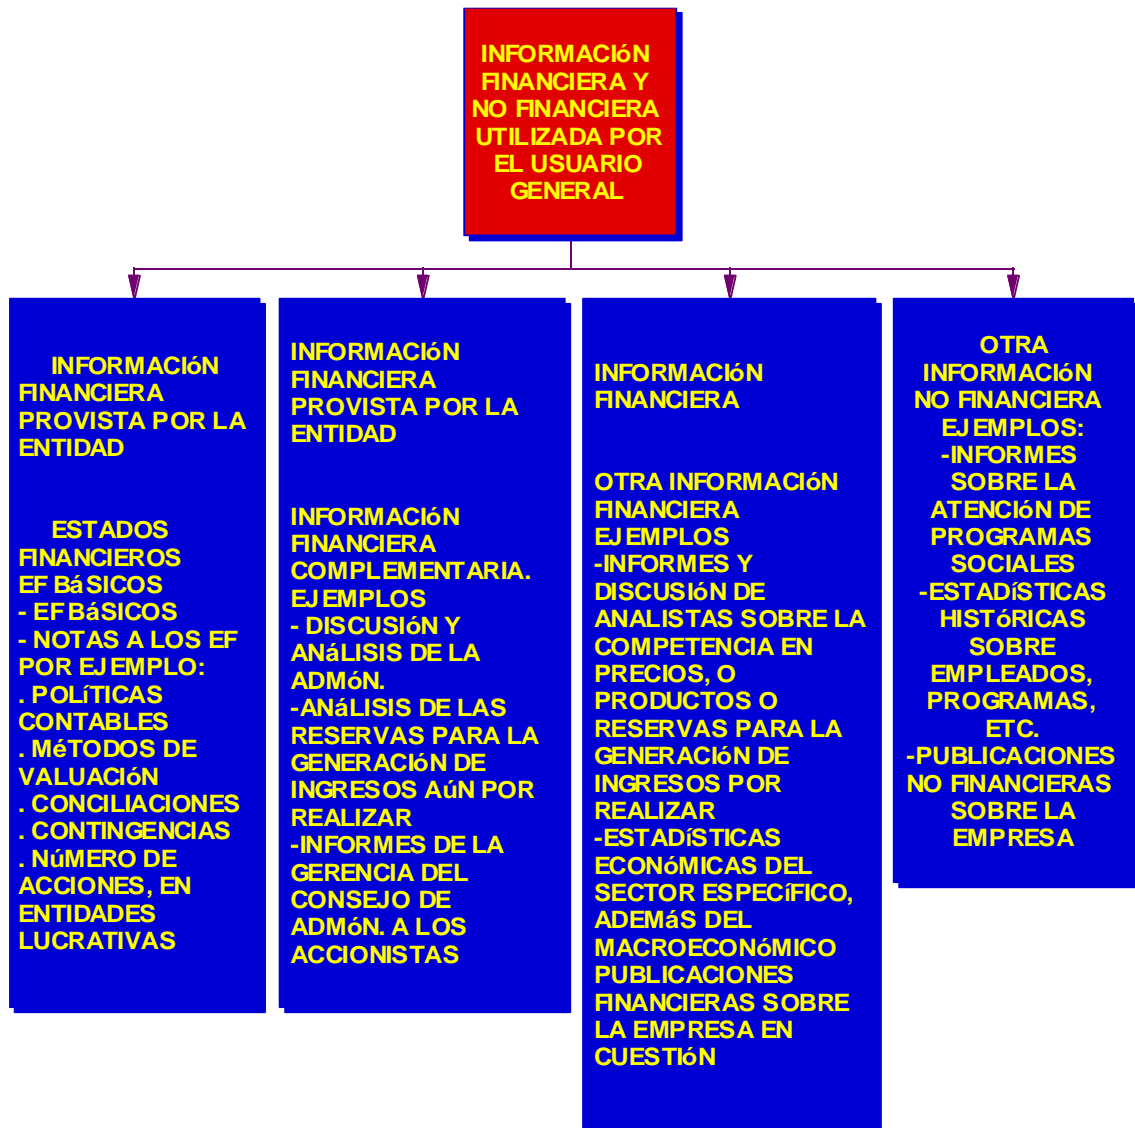 INFORMACIóN
FINANCIERA Y
NO FINANCIERA
UTILIZADA POR
EL USUARIO
GENERAL
INFORMACIóN
FINANCIERA
PROVISTA POR LA
ENTIDAD
ESTADOS
FINANCIEROS
EF BáSICOS
- EF BáSICOS
- NOTAS A LOS EF
POR EJEMPLO:
. POLíTICAS
CONTABLES
. MéTODOS DE
VALUACIóN
. CONCILIACIONES
. CONTINGENCIAS
. NúMERO DE
ACCIONES, EN
ENTIDADES
LUCRATIVAS
INFORMACIóN
FINANCIERA
PROVISTA POR LA
ENTIDAD
INFORMACIóN
FINANCIERA
COMPLEMENTARIA.
EJEMPLOS
- DISCUSIóN Y
ANáLISIS DE LA
ADMóN.
-ANáLISIS DE LAS
RESERVAS PARA LA
GENERACIóN DE
INGRESOS AúN POR
REALIZAR
-INFORMES DE LA
GERENCIA DEL
CONSEJO DE
ADMóN. A LOS
ACCIONISTAS
INFORMACIóN
FINANCIERA
OTRA INFORMACIóN
FINANCIERA
EJEMPLOS
-INFORMES Y
DISCUSIóN DE
ANALISTAS SOBRE LA
COMPETENCIA EN
PRECIOS, O
PRODUCTOS O
RESERVAS PARA LA
GENERACIóN DE
INGRESOS POR
REALIZAR
-ESTADíSTICAS
ECONóMICAS DEL
SECTOR ESPECíFICO,
ADEMáS DEL
MACROECONóMICO
PUBLICACIONES
FINANCIERAS SOBRE
LA EMPRESA EN
CUESTIóN
OTRA
INFORMACIóN
NO FINANCIERA
EJEMPLOS:
-INFORMES
SOBRE LA
ATENCIóN DE
PROGRAMAS
SOCIALES
-ESTADíSTICAS
HISTóRICAS
SOBRE
EMPLEADOS,
PROGRAMAS,
ETC.
-PUBLICACIONES
NO FINANCIERAS
SOBRE LA
EMPRESA